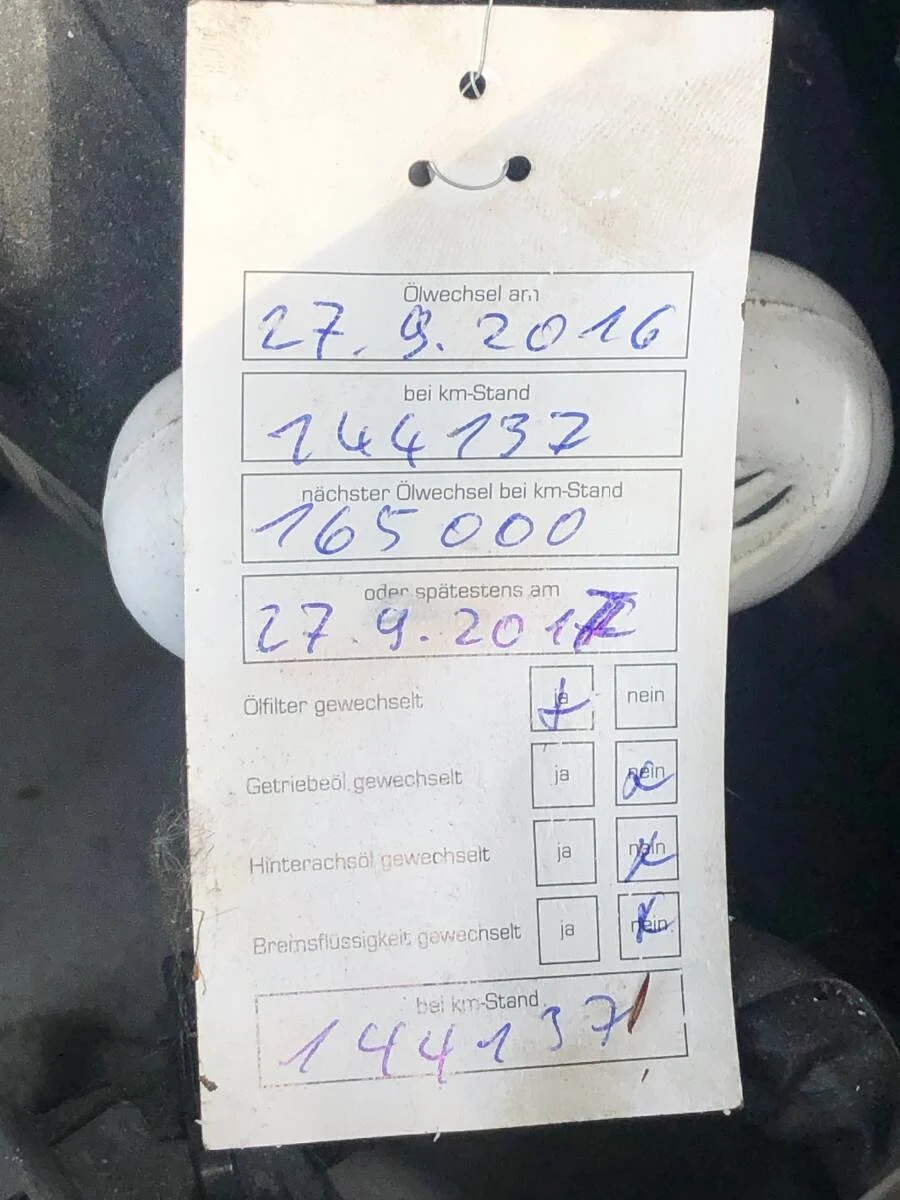 Ölwechsel am
27.9.2016
bei km-Stand
144137
nächster Ölwechsel bei km-Stand
165000
oder spätestens am
27.9.2017
Ölfilter gewechselt ja nein
Getriebeöl gewechselt ja nein
Hinterachsöl gewechselt ja nein
Bremsflüssigkeit gewechselt ja nein
bei km-Stand
144137